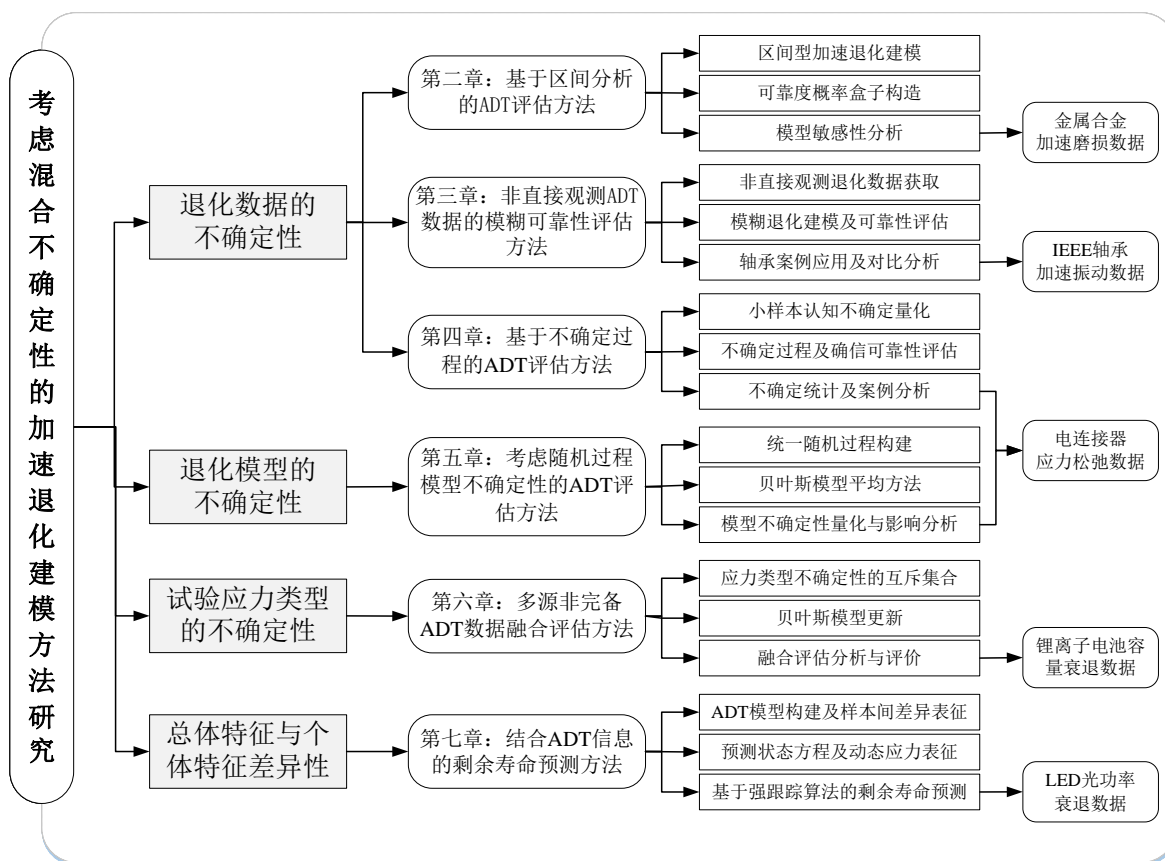 考虑混合不确定性的加速退化建模方法研究
退化数据的
不确定性
第二章：基于区间分析
的ADT评估方法
区间型加速退化建模
可靠度概率盒子构造
模型敏感性分析
金属合金
加速磨损数据
第三章：非直接观测ADT
数据的模糊可靠性评估
方法
非直接观测退化数据获取
模糊退化建模及可靠性评估
轴承案例应用及对比分析
IEEE轴承
加速振动数据
第四章：基于不确定过
程的ADT评估方法
小样本认知不确定量化
不确定过程及确信可靠性评估
不确定统计及案例分析
电连接器
应力松弛数据
退化模型的
不确定性
第五章：考虑随机过程
模型不确定性的ADT评
估方法
统一随机过程构建
贝叶斯模型平均方法
模型不确定性量化与影响分析
试验应力类型
的不确定性
第六章：多源非完备
ADT数据融合评估方法
应力类型不确定性的互斥集合
贝叶斯模型更新
融合评估分析与评价
锂离子电池容
量衰退数据
总体特征与个
体特征差异性
第七章：结合ADT信息
的剩余寿命预测方法
ADT模型构建及样本间差异表征
预测状态方程及动态应力表征
基于强跟踪算法的剩余寿命预测
LED光功率
衰退数据